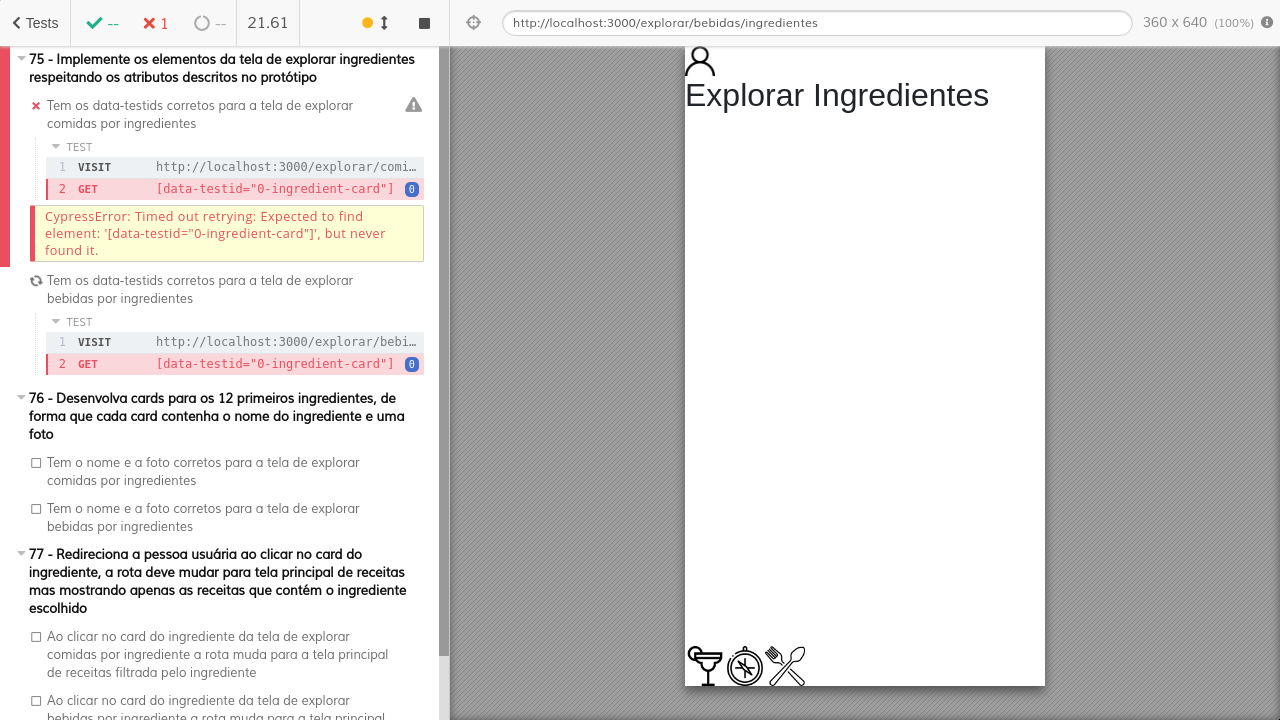 Tests
--
1
--
21.61
http://localhost:3000/explorar/bebidas/ingredientes
360 x 640 (100%)
75 - Implemente os elementos da tela de explorar ingredientes
respeitando os atributos descritos no protótipo
Tem os data-testids corretos para a tela de explorar
comidas por ingredientes
TEST
1 VISIT http://localhost:3000/explorar/comi…
2 GET [data-testid="0-ingredient-card"] 0
CypressError: Timed out retrying: Expected to find
element: '[data-testid="0-ingredient-card"]', but never
found it.
Tem os data-testids corretos para a tela de explorar
bebidas por ingredientes
TEST
1 VISIT http://localhost:3000/explorar/bebi…
2 GET [data-testid="0-ingredient-card"] 0
76 - Desenvolva cards para os 12 primeiros ingredientes, de
forma que cada card contenha o nome do ingrediente e uma
foto
Tem o nome e a foto corretos para a tela de explorar
comidas por ingredientes
Tem o nome e a foto corretos para a tela de explorar
bebidas por ingredientes
77 - Redireciona a pessoa usuária ao clicar no card do
ingrediente, a rota deve mudar para tela principal de receitas
mas mostrando apenas as receitas que contém o ingrediente
escolhido
Ao clicar no card do ingrediente da tela de explorar
comidas por ingrediente a rota muda para a tela principal
de receitas filtrada pelo ingrediente
Ao clicar no card do ingrediente da tela de explorar
bebidas por ingrediente a rota muda para a tela principal
Explorar Ingredientes